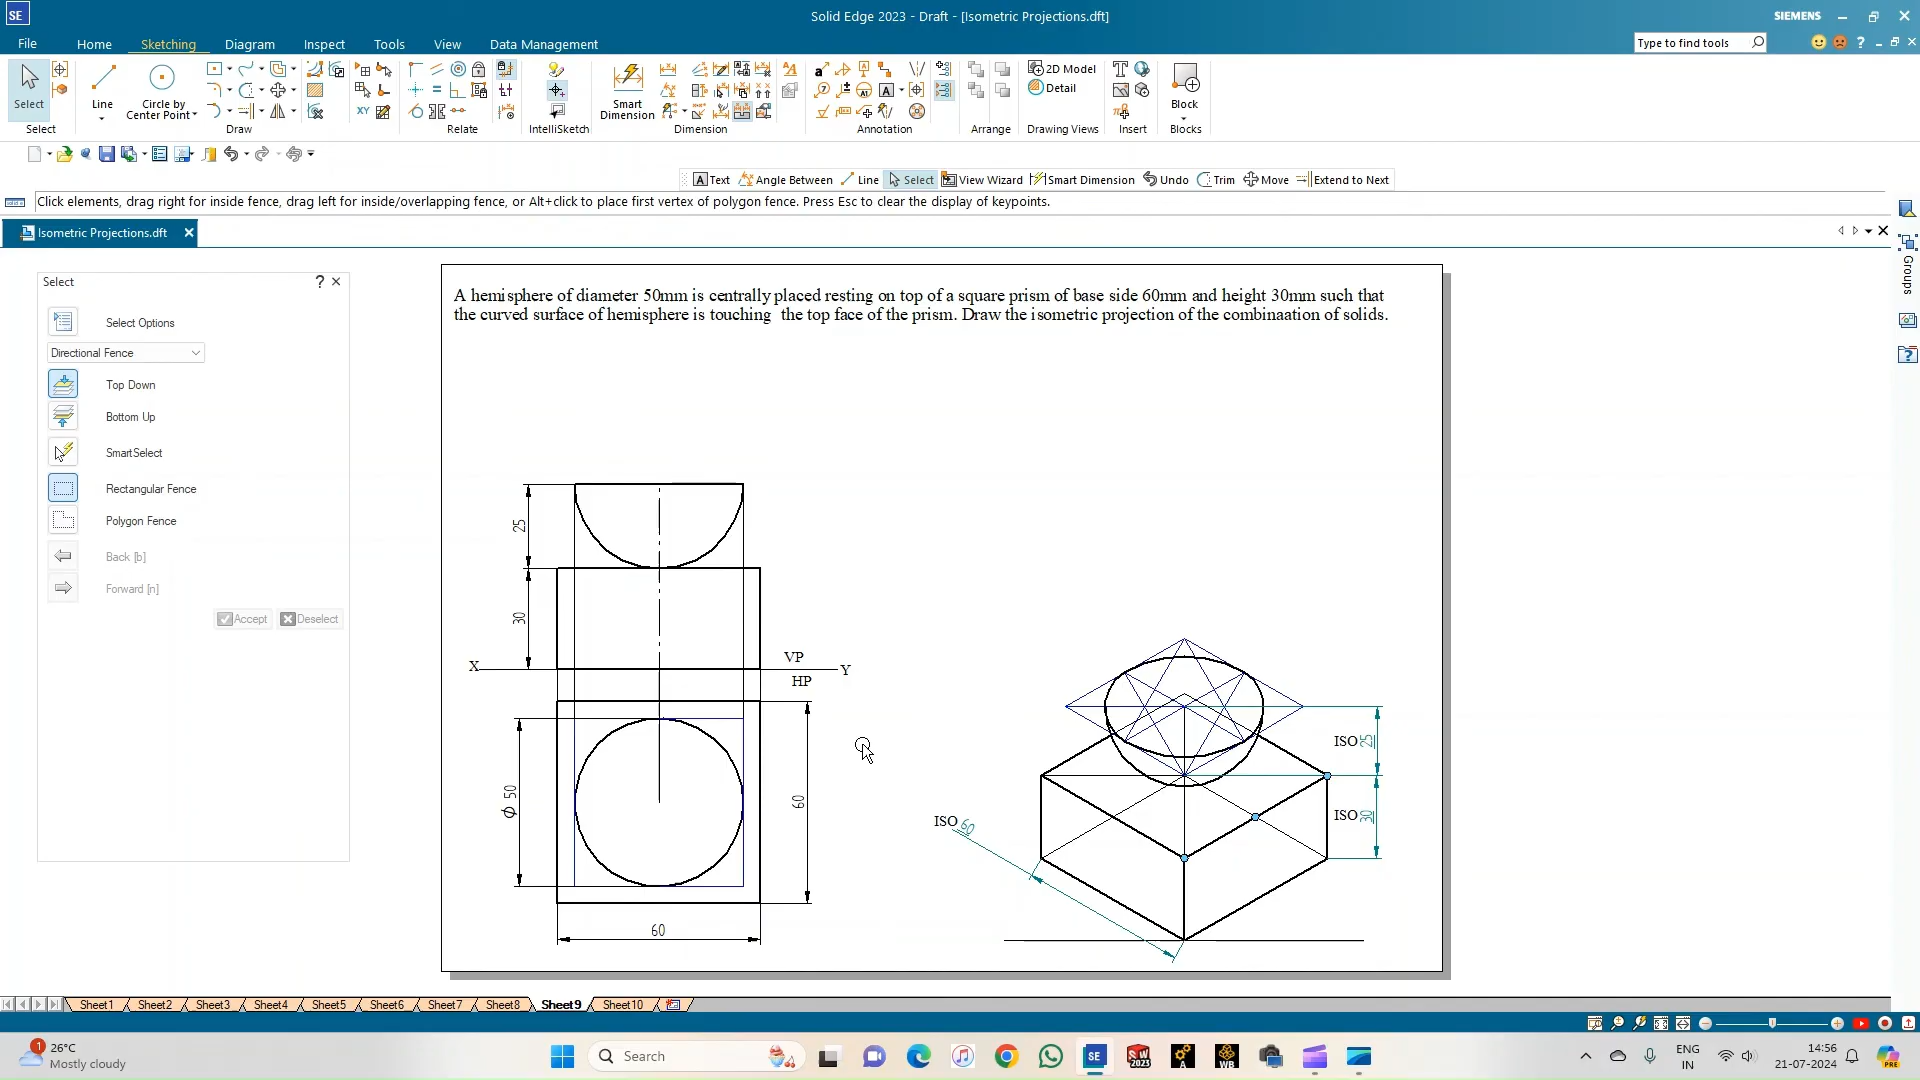 SE
Solid Edge 2023 - Draft - [Isometric Projections.dft]
SIEMENS
File
Home
Sketching
Diagram
Inspect
Tools
View
Data Management
Type to find tools
Select
Line
Circle by
Center Point
Smart
Dimension
2D Model
Detail
Block
Select
Draw
Relate
IntelliSketch
Dimension
Annotation
Arrange
Drawing Views
Insert
Blocks
Text
Angle Between
Line
Select
View Wizard
Smart Dimension
Undo
Trim
Move
Extend to Next
Click elements, drag right for inside fence, drag left for inside/overlapping fence, or Alt+click to place first vertex of polygon fence. Press Esc to clear the display of keypoints.
Isometric Projections.dft
Groups
Select
Select Options
Directional Fence
Top Down
Bottom Up
SmartSelect
Rectangular Fence
Polygon Fence
Back [b]
Forward [n]
Accept
Deselect
A hemisphere of diameter 50mm is centrally placed resting on top of a square prism of base side 60mm and height 30mm such that
the curved surface of hemisphere is touching the top face of the prism. Draw the isometric projection of the combinaation of solids.
25
30
X
VP
Y
HP
ϕ 50
60
60
ISO 25
ISO 30
ISO 60
Sheet1
Sheet2
Sheet3
Sheet4
Sheet5
Sheet6
Sheet7
Sheet8
Sheet9
Sheet10
1
26°C
Mostly cloudy
Search
SE
2023
A
WB
ENG
IN
14:56
21-07-2024
PRE